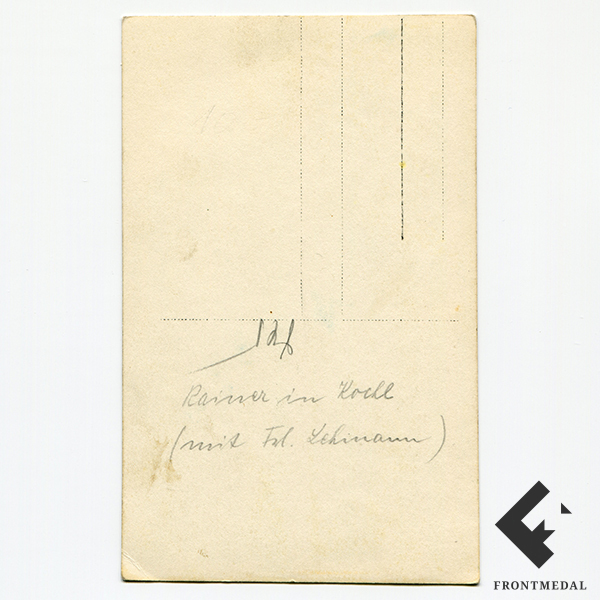 Rainer in Kochl
(mit Frl. Lehmann)
FRONTMEDAL